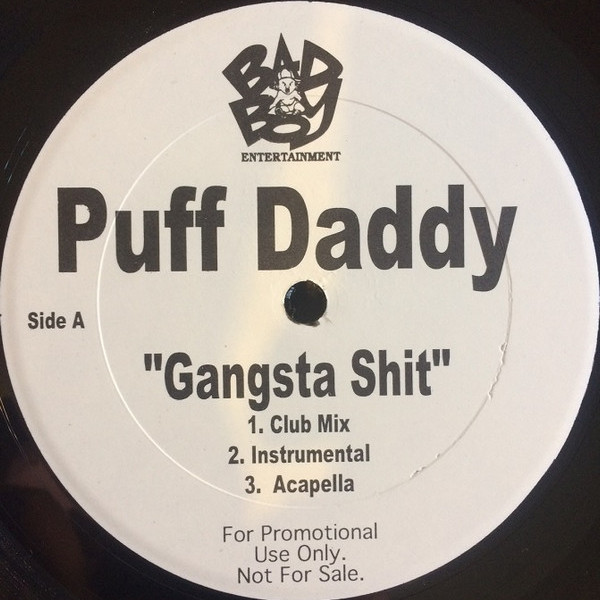 BAD
BOY
ENTERTAINMENT
Puff Daddy
Side A
"Gangsta Shit"
1. Club Mix
2. Instrumental
3. Acapella
For Promotional
Use Only.
Not For Sale.